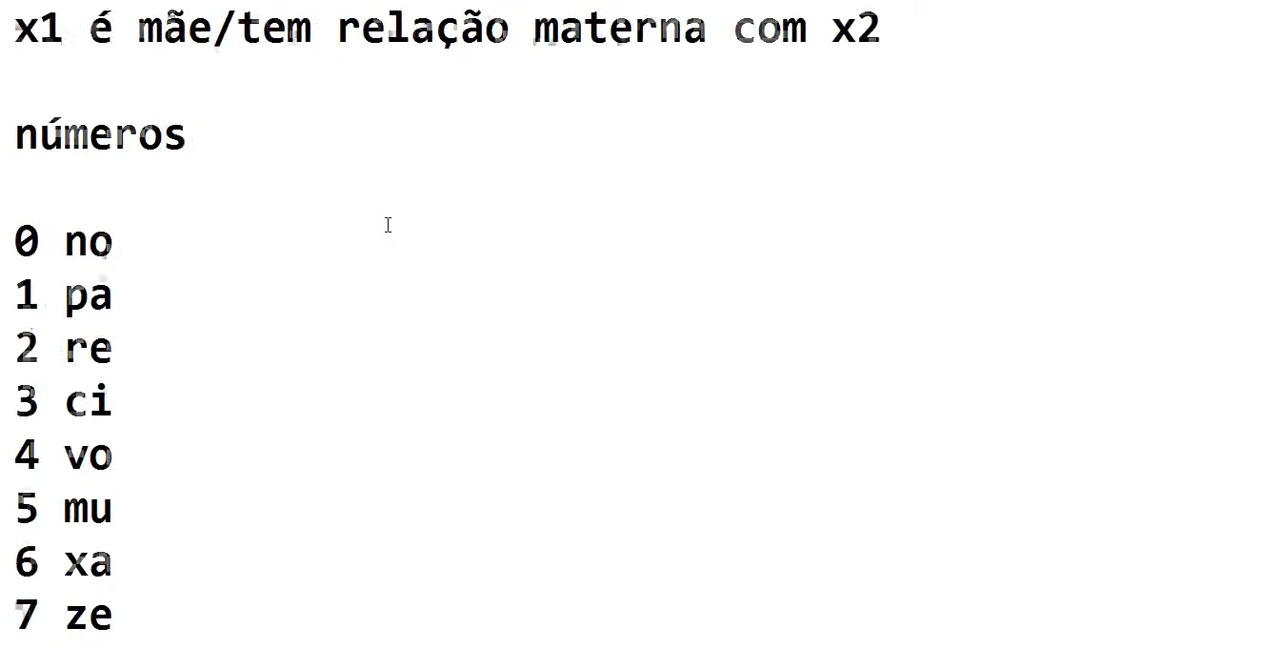 x1 é mãe/tem relação materna com x2
números
0 no
1 pa
2 re
3 ci
4 vo
5 mu
6 xa
7 ze